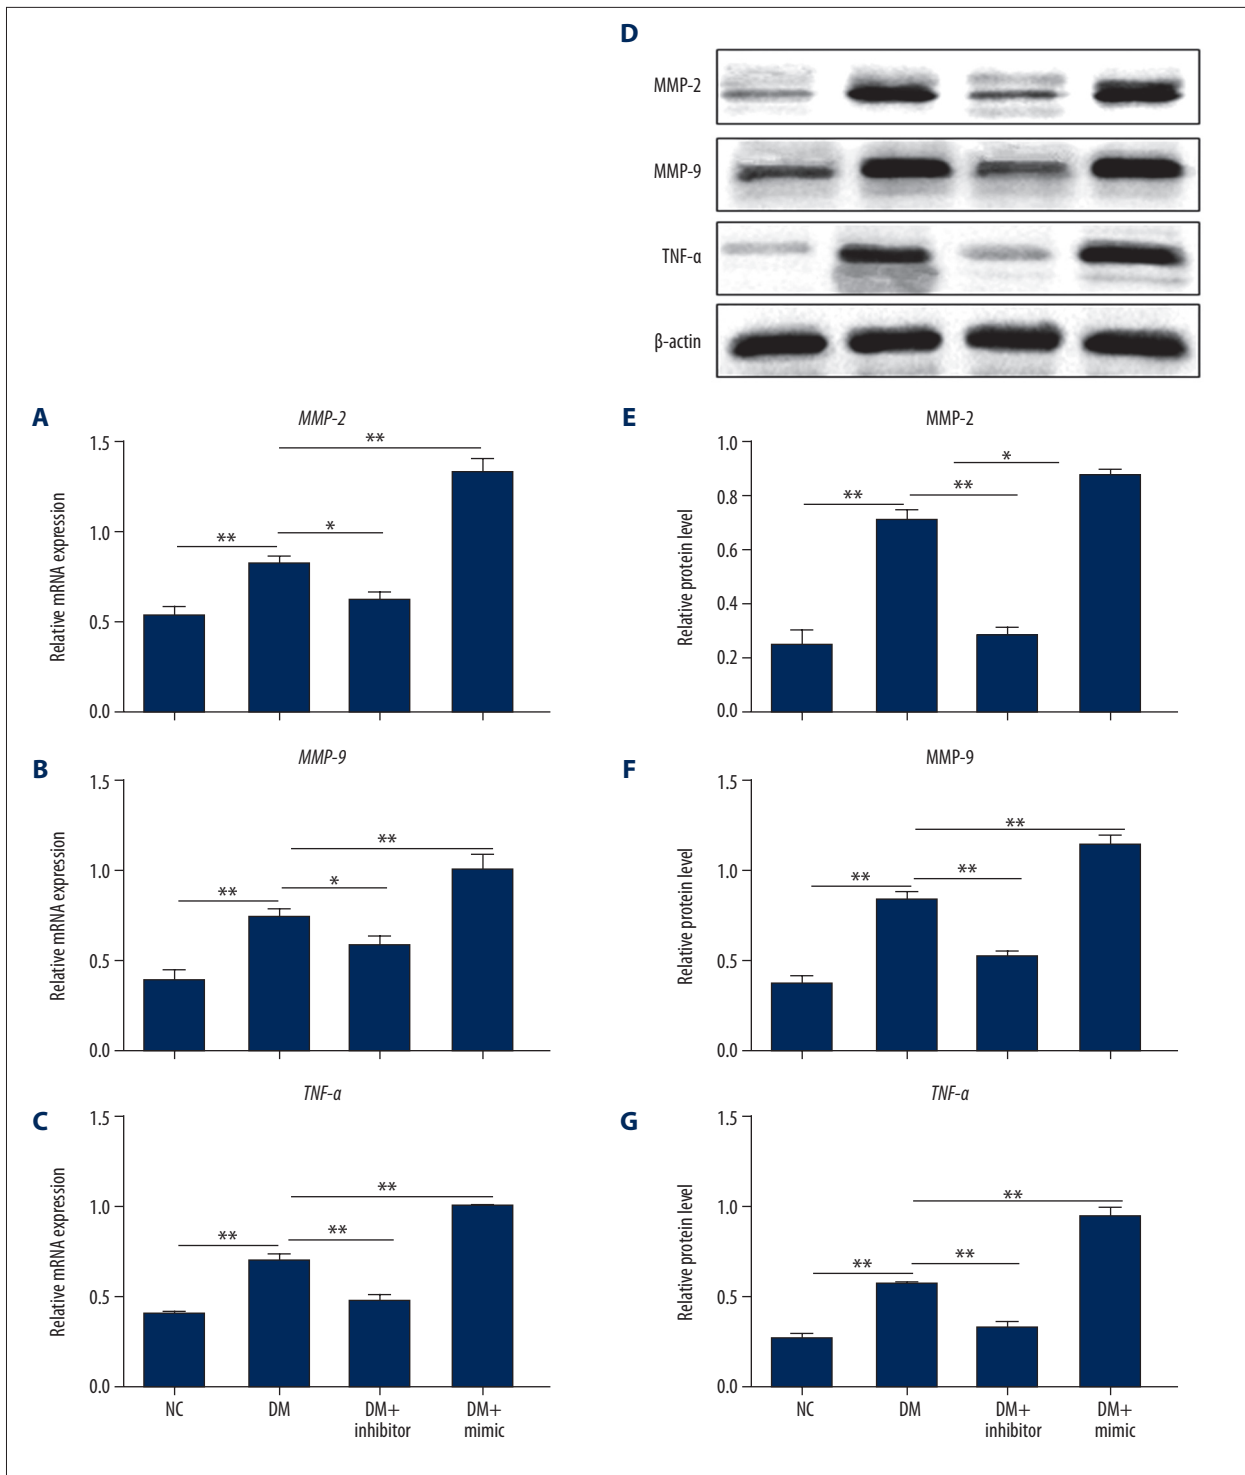 D
MMP-2
MMP-9
TNF-α
β-actin
A
MMP-2
Relative mRNA expression
1.5
1.0
0.5
0.0
**
*
**
E
MMP-2
Relative protein level
1.0
0.8
0.6
0.4
0.2
0.0
**
**
*
B
MMP-9
Relative mRNA expression
1.5
1.0
0.5
0.0
**
*
**
F
MMP-9
Relative protein level
1.5
1.0
0.5
0.0
**
**
**
C
TNF-α
Relative mRNA expression
1.5
1.0
0.5
0.0
**
**
**
NC
DM
DM+
inhibitor
DM+
mimic
G
TNF-α
Relative protein level
1.5
1.0
0.5
0.0
**
**
**
NC
DM
DM+
inhibitor
DM+
mimic